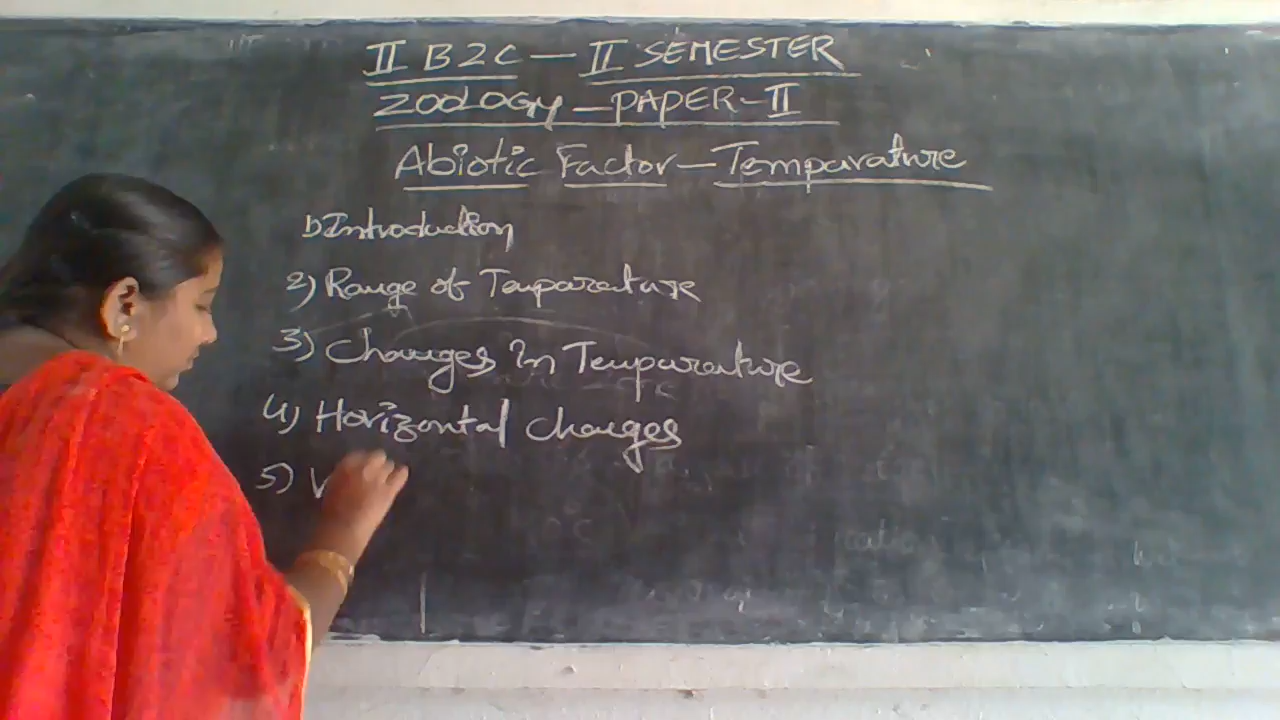 II BZC - II SEMESTER
ZOOLOGY - PAPER - II
Abiotic Factor - Temparature
1) Introduction
2) Range of Temparature
3) Changes In Temparature
4) Horizontal changes
5) V